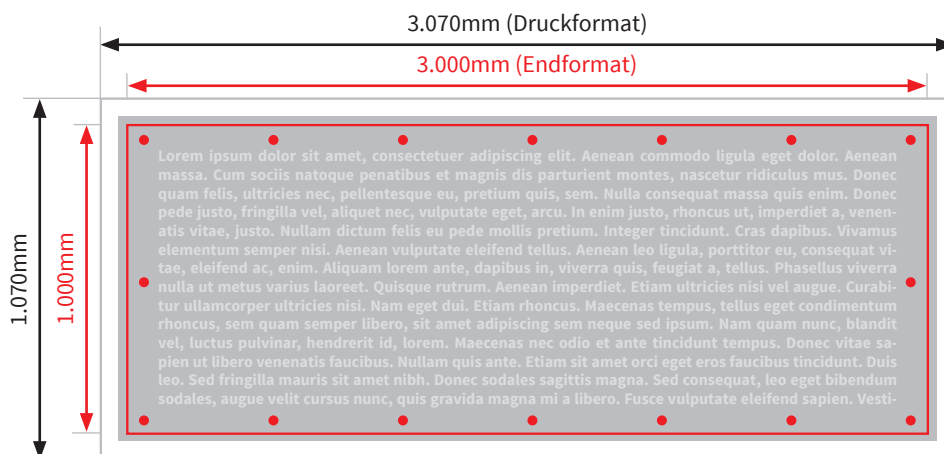 3.070mm (Druckformat)
3.000mm (Endformat)
1.070mm
1.000mm
Lorem ipsum dolor sit amet, consectetuer adipiscing elit. Aenean commodo ligula eget dolor. Aenean
massa. Cum sociis natoque penatibus et magnis dis parturient montes, nascetur ridiculus mus. Donec
quam felis, ultricies nec, pellentesque eu, pretium quis, sem. Nulla consequat massa quis enim. Donec
pede justo, fringilla vel, aliquet nec, vulputate eget, arcu. In enim justo, rhoncus ut, imperdiet a, venen-
atis vitae, justo. Nullam dictum felis eu pede mollis pretium. Integer tincidunt. Cras dapibus. Vivamus
elementum semper nisi. Aenean vulputate eleifend tellus. Aenean leo ligula, porttitor eu, consequat vi-
tae, eleifend ac, enim. Aliquam lorem ante, dapibus in, viverra quis, feugiat a, tellus. Phasellus viverra
nulla ut metus varius laoreet. Quisque rutrum. Aenean imperdiet. Etiam ultricies nisi vel augue. Curabi-
tur ullamcorper ultricies nisi. Nam eget dui. Etiam rhoncus. Maecenas tempus, tellus eget condimentum
rhoncus, sem quam semper libero, sit amet adipiscing sem neque sed ipsum. Nam quam nunc, blandit
vel, luctus pulvinar, hendrerit id, lorem. Maecenas nec odio et ante tincidunt tempus. Donec vitae sa-
pien ut libero venenatis faucibus. Nullam quis ante. Etiam sit amet orci eget eros faucibus tincidunt. Duis
leo. Sed fringilla mauris sit amet nibh. Donec sodales sagittis magna. Sed consequat, leo eget bibendum
sodales, augue velit cursus nunc, quis gravida magna mi a libero. Fusce vulputate eleifend sapien. Vesti-